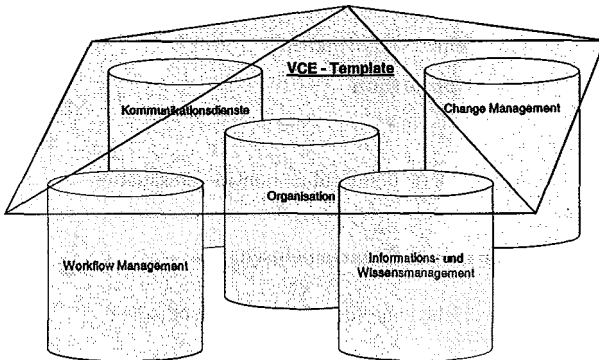 VCE - Template
Kommunikationsdienste
Change Management
Organisation
Workflow Management
Informations- und
Wissensmanagement